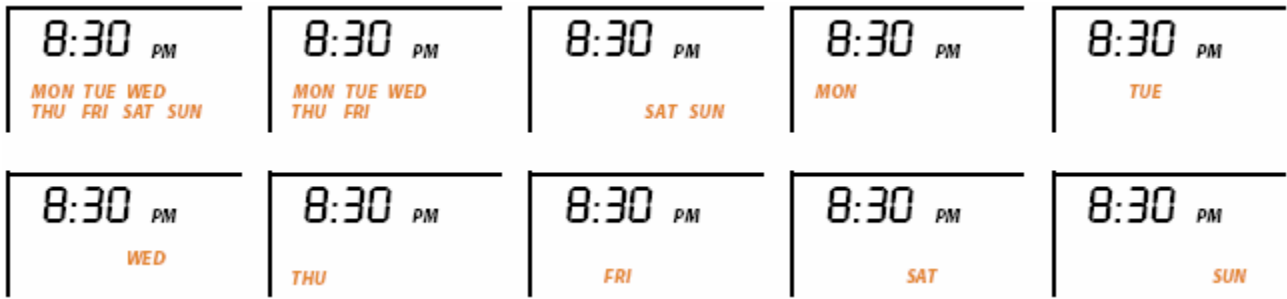 8:30 PM
MON TUE WED
THU FRI SAT SUN
8:30 PM
MON TUE WED
THU FRI
8:30 PM
SAT SUN
8:30 PM
MON
8:30 PM
TUE
8:30 PM
WED
8:30 PM
THU
8:30 PM
FRI
8:30 PM
SAT
8:30 PM
SUN